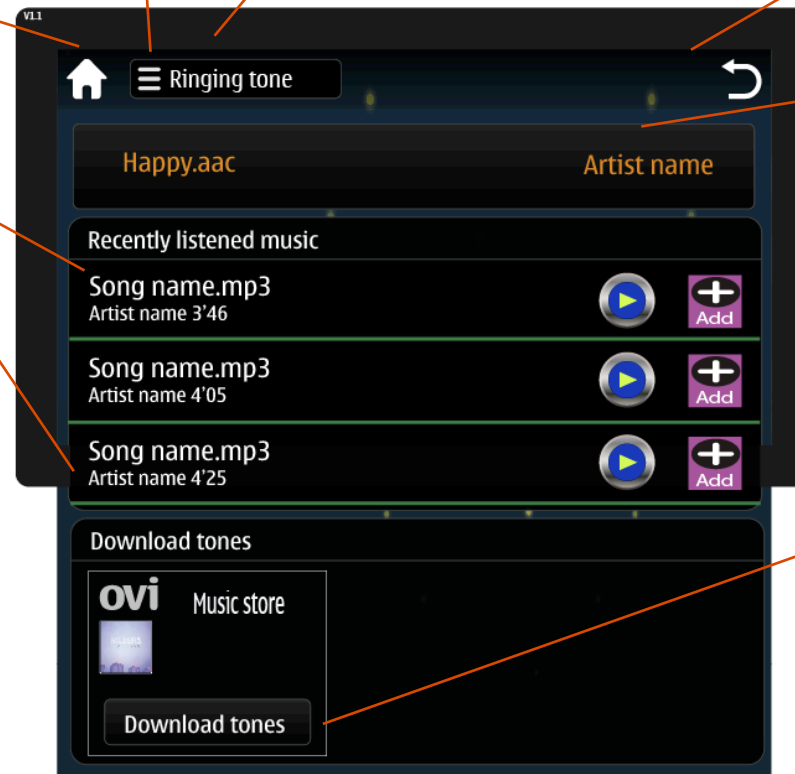 V1.1
Ringing tone
Happy.aac
Artist name
Recently listened music
Song name.mp3
Artist name 3'46
Add
Song name.mp3
Artist name 4'05
Add
Song name.mp3
Artist name 4'25
Add
Download tones
ovi
Music store
Download tones